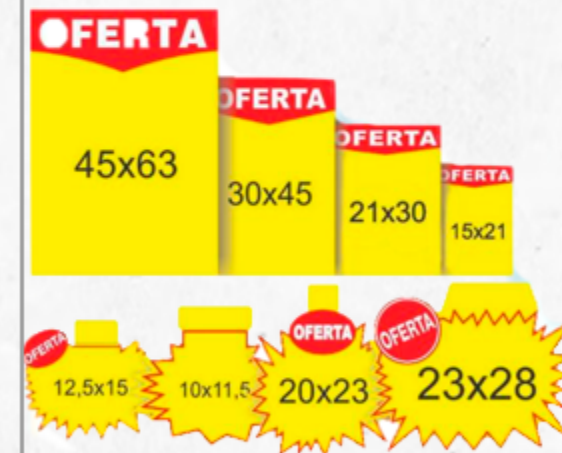 OFERTA
45x63
OFERTA
30x45
OFERTA
21x30
OFERTA
15x21
OFERTA
12,5x15
10x11,5
OFERTA
20x23
OFERTA
23x28